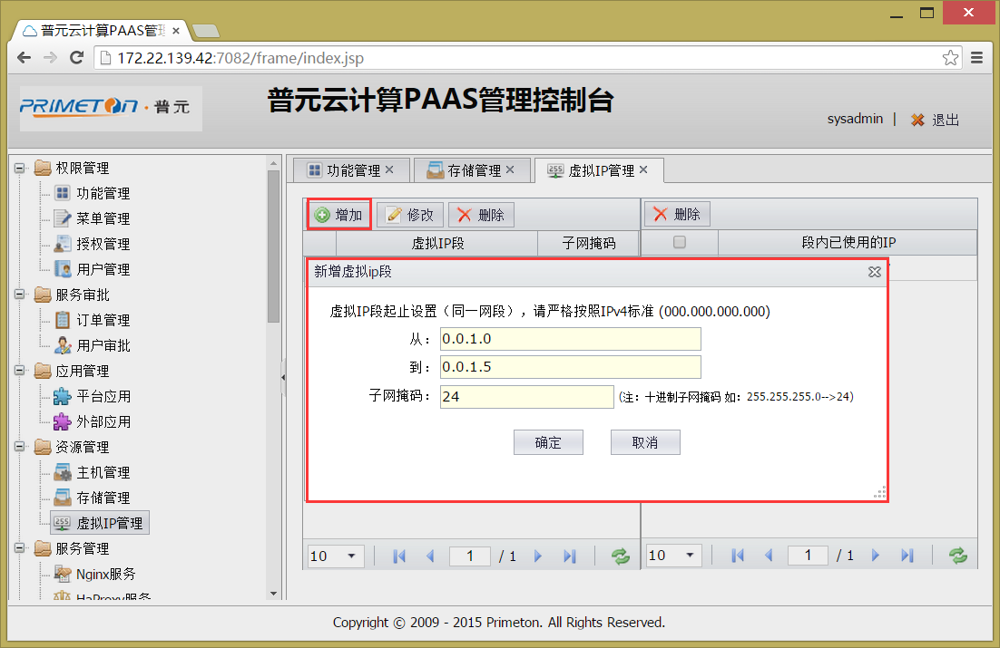 普元云计算PAAS管理
172.22.139.42:7082/frame/index.jsp
PRIMETON · 普元
普元云计算PAAS管理控制台
sysadmin | 退出
权限管理
功能管理
菜单管理
授权管理
用户管理
服务审批
订单管理
用户审批
应用管理
平台应用
外部应用
资源管理
主机管理
存储管理
虚拟IP管理
服务管理
Nginx服务
HaProxy服务
功能管理 存储管理 虚拟IP管理
增加 修改 删除 删除
虚拟IP段 子网掩码 段内已使用的IP
新增虚拟ip段
虚拟IP段起止设置（同一网段），请严格按照IPv4标准 (000.000.000.000)
从： 0.0.1.0
到： 0.0.1.5
子网掩码： 24 (注：十进制子网掩码 如：255.255.255.0-->24)
确定 取消
10 1 / 1 10 1 / 1
Copyright © 2009 - 2015 Primeton. All Rights Reserved.